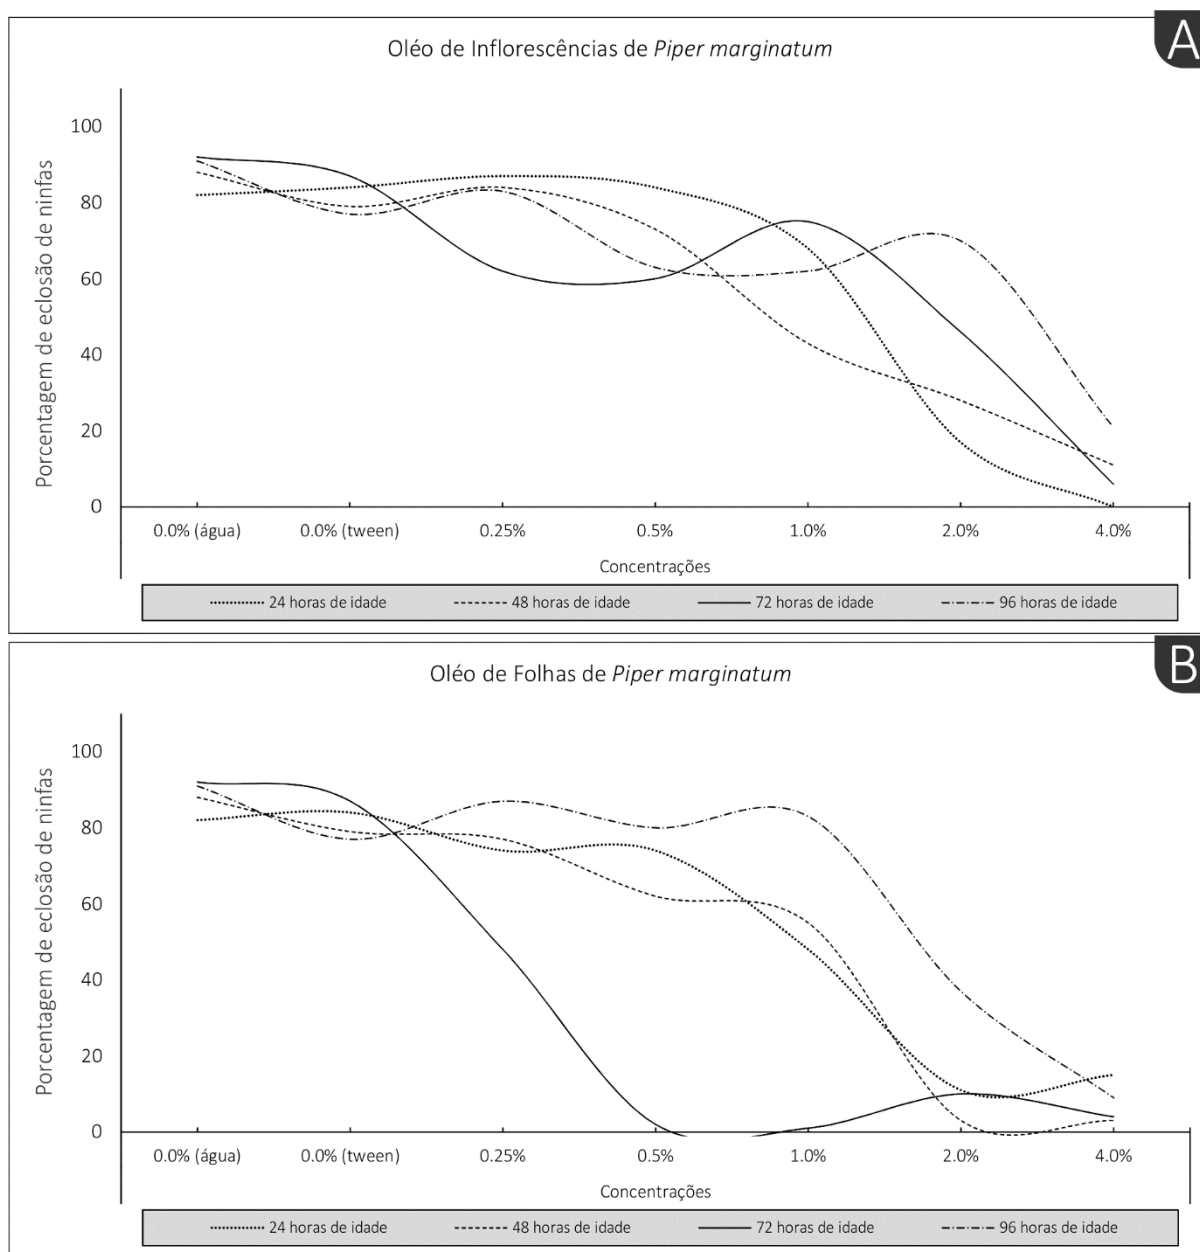 A
Oléo de Inflorescências de Piper marginatum
Porcentagem de eclosão de ninfas
100
80
60
40
20
0
0.0% (água) 0.0% (tween) 0.25% 0.5% 1.0% 2.0% 4.0%
Concentrações
24 horas de idade 48 horas de idade 72 horas de idade 96 horas de idade
B
Oléo de Folhas de Piper marginatum
Porcentagem de eclosão de ninfas
100
80
60
40
20
0
0.0% (água) 0.0% (tween) 0.25% 0.5% 1.0% 2.0% 4.0%
Concentrações
24 horas de idade 48 horas de idade 72 horas de idade 96 horas de idade